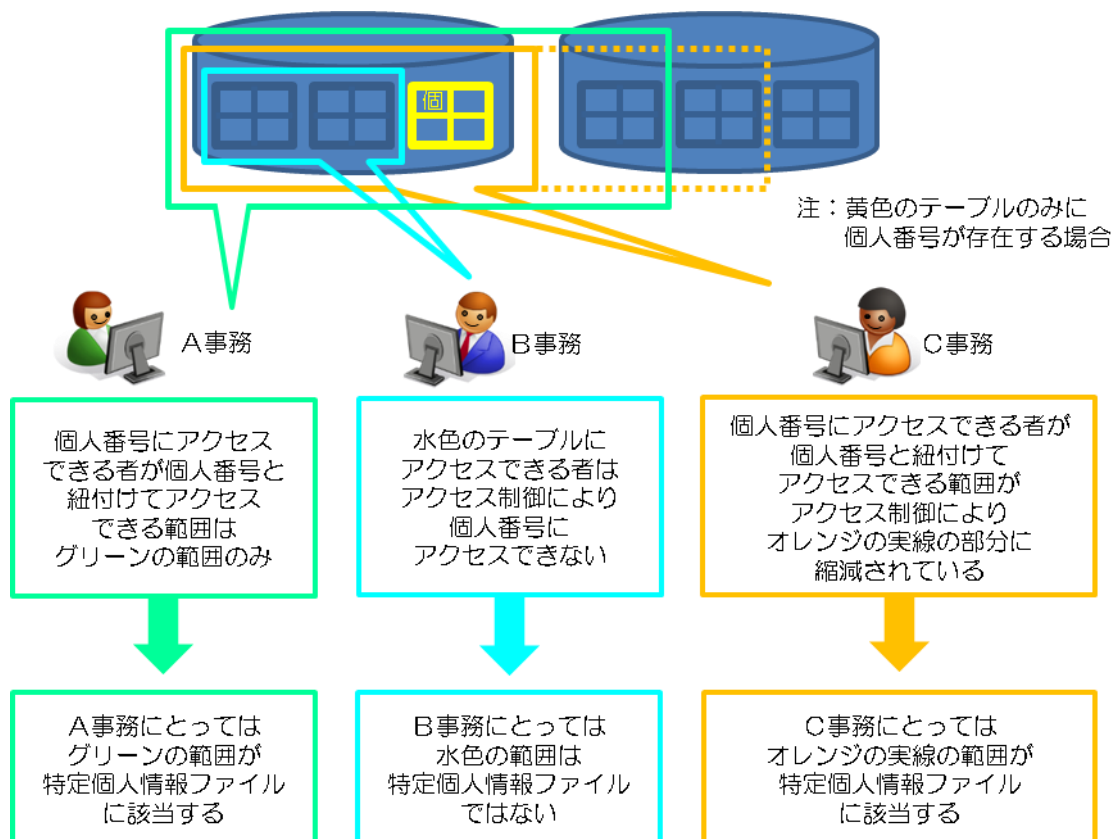 個
注：黄色のテーブルのみに
個人番号が存在する場合
A事務
B事務
C事務
個人番号にアクセス
できる者が個人番号と
紐付けてアクセス
できる範囲は
グリーンの範囲のみ
水色のテーブルに
アクセスできる者は
アクセス制御により
個人番号に
アクセスできない
個人番号にアクセスできる者が
個人番号と紐付けて
アクセスできる範囲が
アクセス制御により
オレンジの実線の部分に
縮減されている
A事務にとっては
グリーンの範囲が
特定個人情報ファイル
に該当する
B事務にとっては
水色の範囲は
特定個人情報ファイル
ではない
C事務にとっては
オレンジの実線の範囲が
特定個人情報ファイル
に該当する